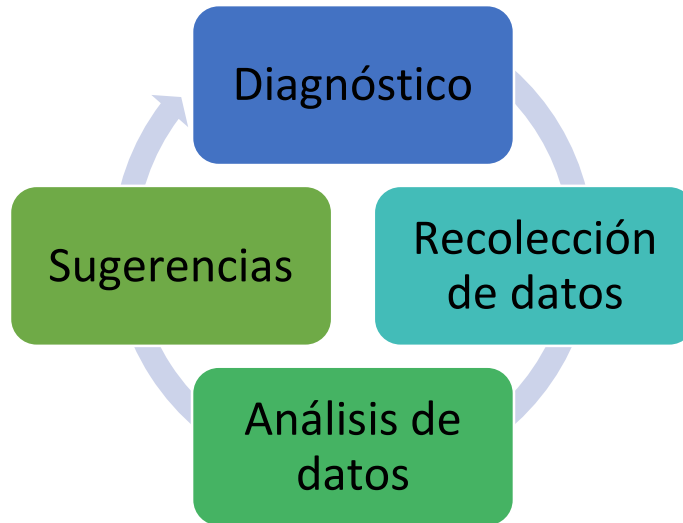 Diagnóstico
Recolección
de datos
Análisis de
datos
Sugerencias